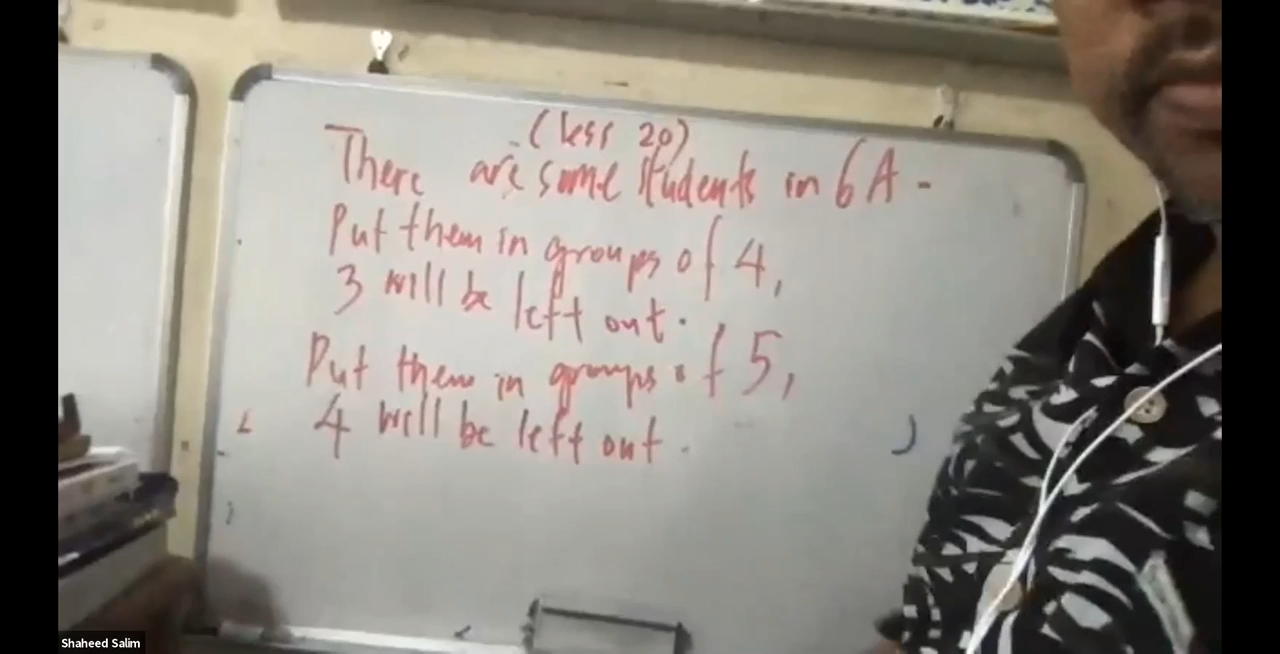 (less 20)
There are some students in 6A-
Put them in groups of 4,
3 will be left out.
Put them in groups of 5,
4 will be left out.
Shaheed Salim